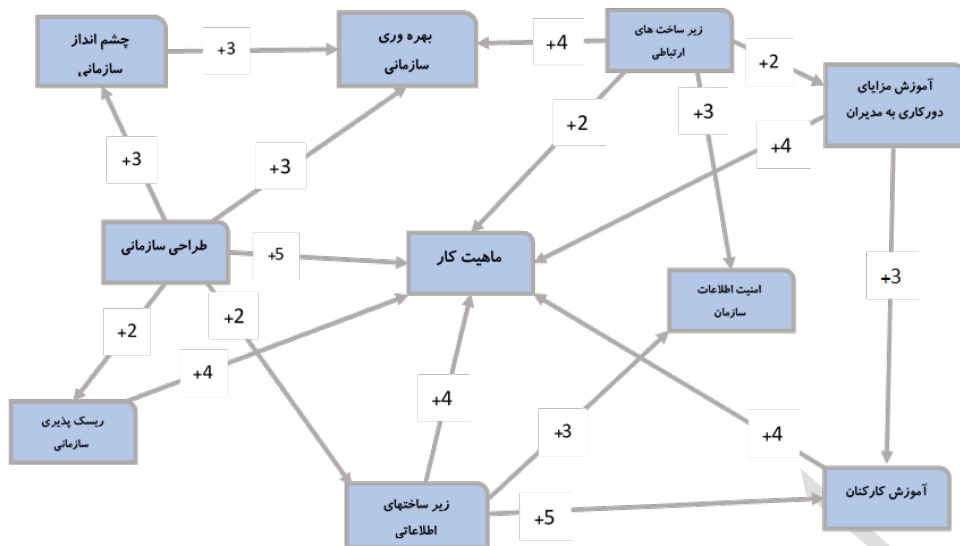 چشم انداز
سازمانی
+3
بهره وری
سازمانی
+4
زیر ساخت های
ارتباطی
+2
آموزش مزایای
دورکاری به مدیران
+3
+2
+4
+3
+3
طراحی سازمانی
+5
ماهیت کار
امنیت اطلاعات
سازمان
+3
+2
+2
+4
ریسک پذیری
سازمانی
+4
+3
+4
زیر ساختهای
اطلاعاتی
+5
آموزش کارکنان